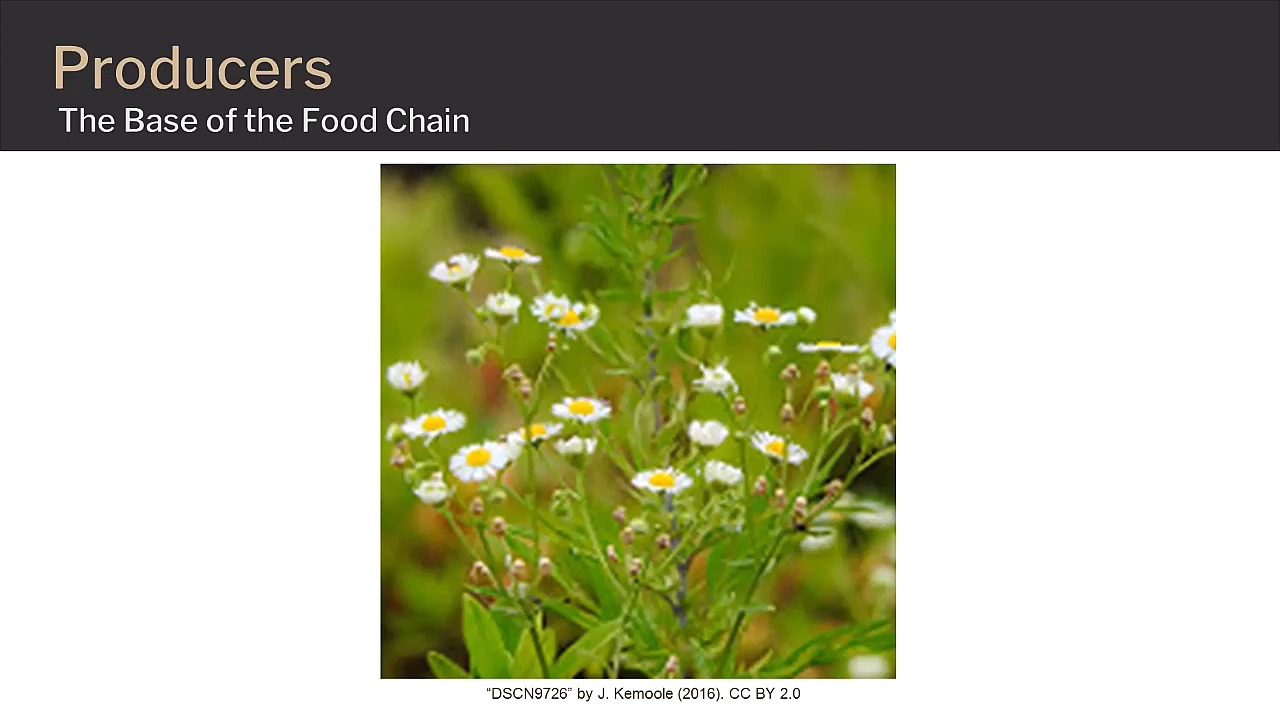 Producers
The Base of the Food Chain
“DSCN9726” by J. Kemoole (2016). CC BY 2.0